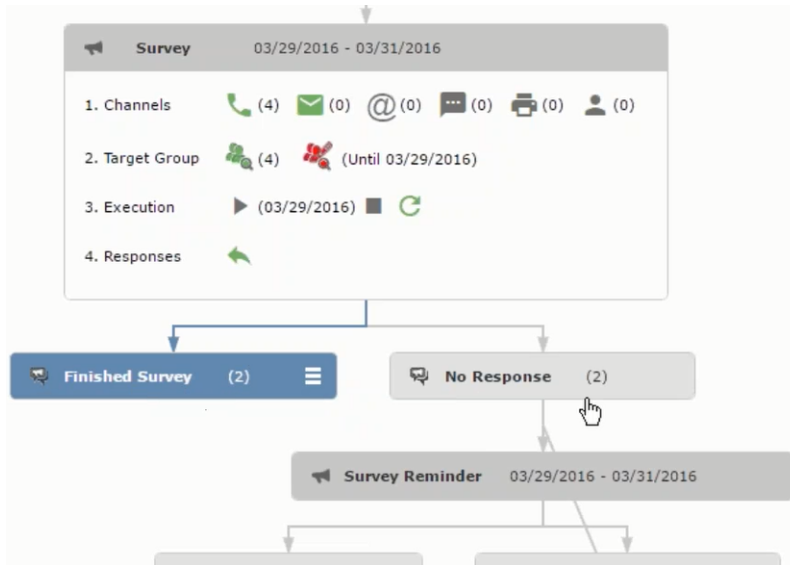 Survey 03/29/2016 - 03/31/2016
1. Channels (4) (0) @ (0) (0) (0) (0)
2. Target Group (4) (Until 03/29/2016)
3. Execution (03/29/2016)
4. Responses
Finished Survey (2)
No Response (2)
Survey Reminder 03/29/2016 - 03/31/2016